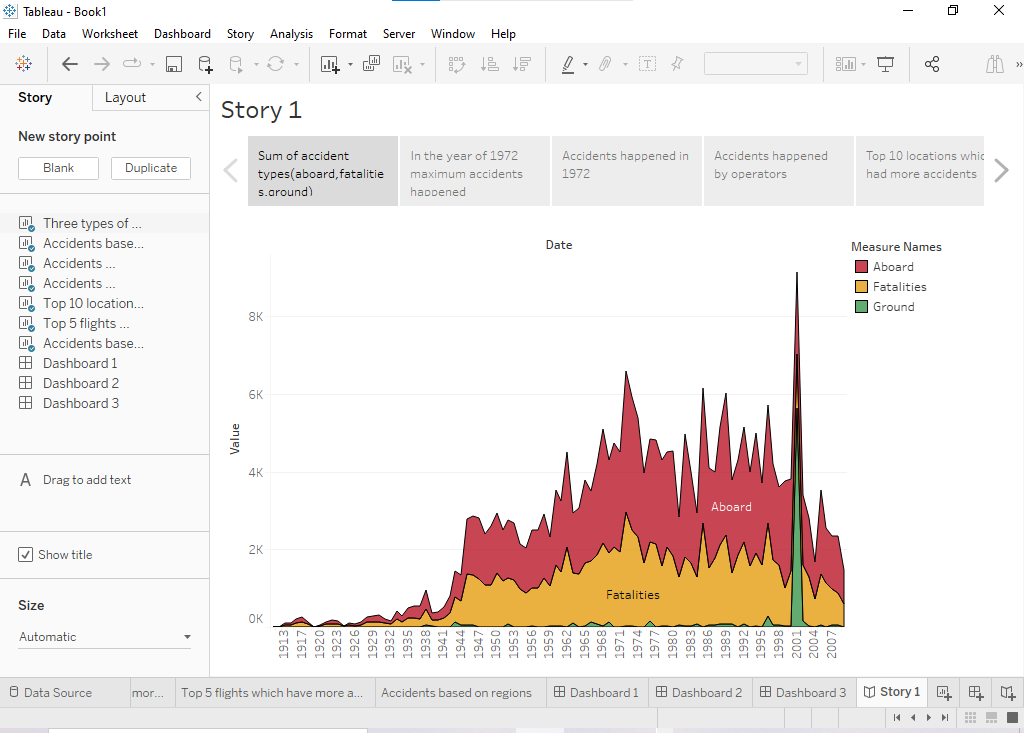 Tableau - Book1
File Data Worksheet Dashboard Story Analysis Format Server Window Help
Story Layout
New story point
Blank Duplicate
Three types of ...
Accidents base...
Accidents ...
Accidents ...
Top 10 location...
Top 5 flights ...
Accidents base...
Dashboard 1
Dashboard 2
Dashboard 3
A Drag to add text
Show title
Size
Automatic
Story 1
Sum of accident
types(aboard,fatalitie
s,ground)
In the year of 1972
maximum accidents
happened
Accidents happened in
1972
Accidents happened
by operators
Top 10 locations whic
had more accidents
Date
Value
8K
6K
4K
2K
0K
Aboard
Fatalities
1913 1917 1920 1923 1926 1929 1932 1935 1938 1941 1944 1947 1950 1953 1956 1959 1962 1965 1968 1971 1974 1977 1980 1983 1986 1989 1992 1995 1998 2001 2004 2007
Measure Names
Aboard
Fatalities
Ground
Data Source mor... Top 5 flights which have more a... Accidents based on regions Dashboard 1 Dashboard 2 Dashboard 3 Story 1